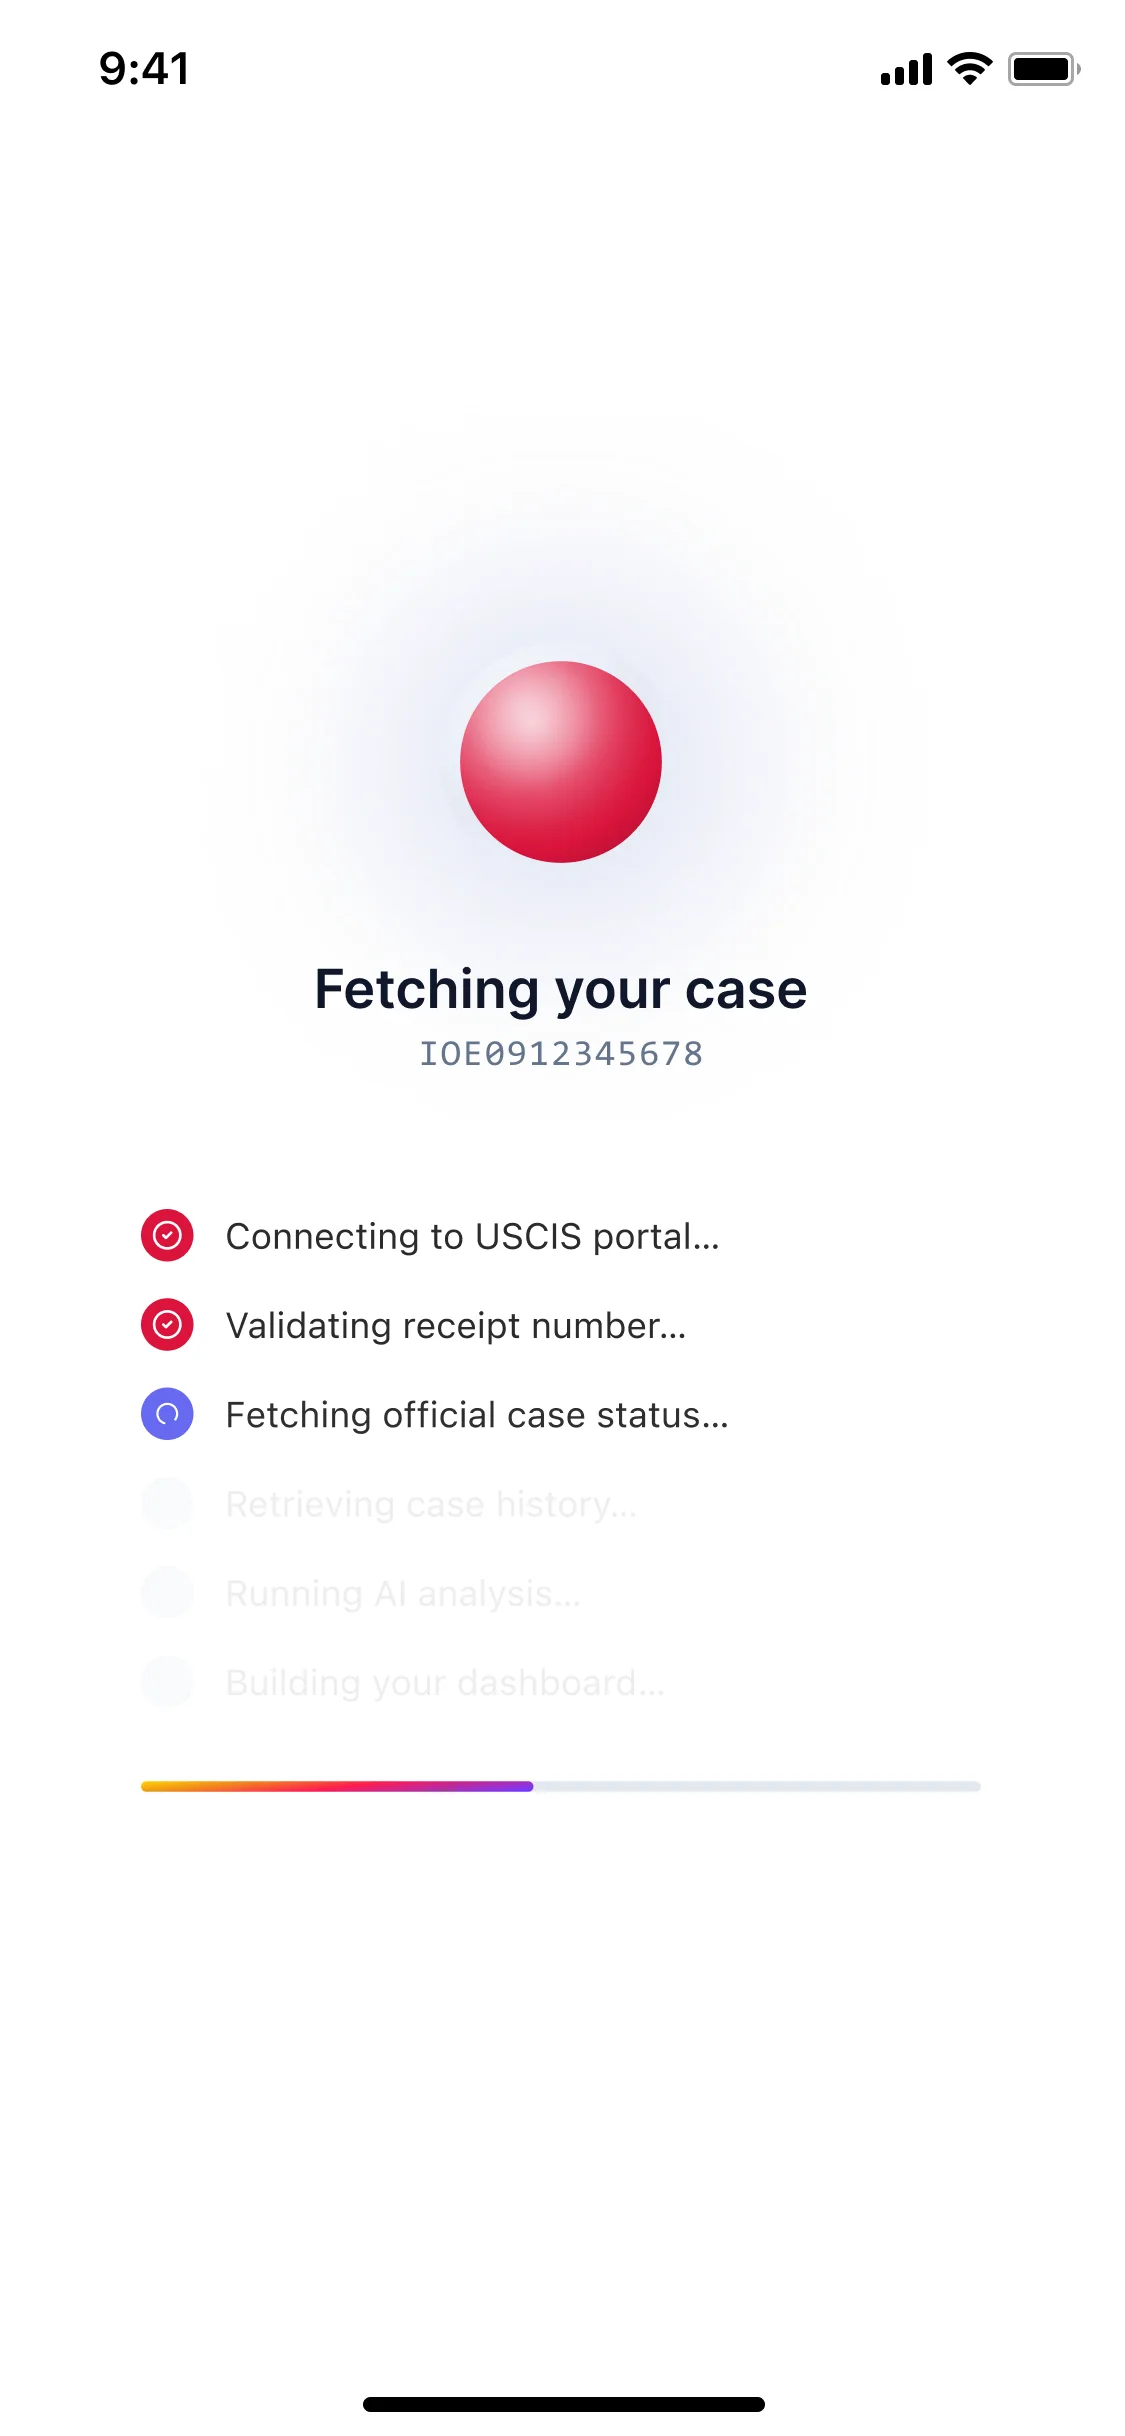 9:41
Fetching your case
IOE0912345678
Connecting to USCIS portal...
Validating receipt number...
Fetching official case status...
Retrieving case history...
Running AI analysis...
Building your dashboard...